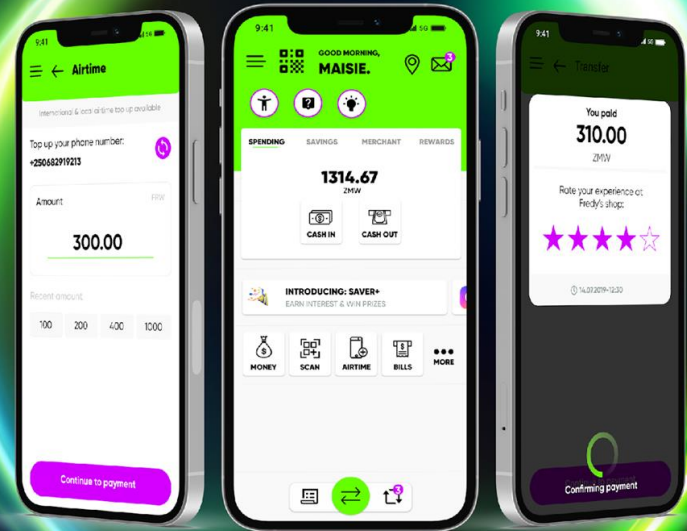 9:41
5G
Airtime
International & local airtime top up available
Top up your phone number:
+250682919213
Amount
FRW
300.00
Recent amount
100 200 400 1000
Continue to payment
9:41
5G
GOOD MORNING,
MAISIE.
3
SPENDING SAVINGS MERCHANT REWARDS
1314.67
ZMW
CASH IN CASH OUT
INTRODUCING: SAVER+
EARN INTEREST & WIN PRIZES
MONEY SCAN AIRTIME BILLS MORE
3
9:41
5G
Transfer
You paid
310.00
ZMW
Rate your experience at
Fredy's shop:
14.03.2019-12:30
Confirming payment